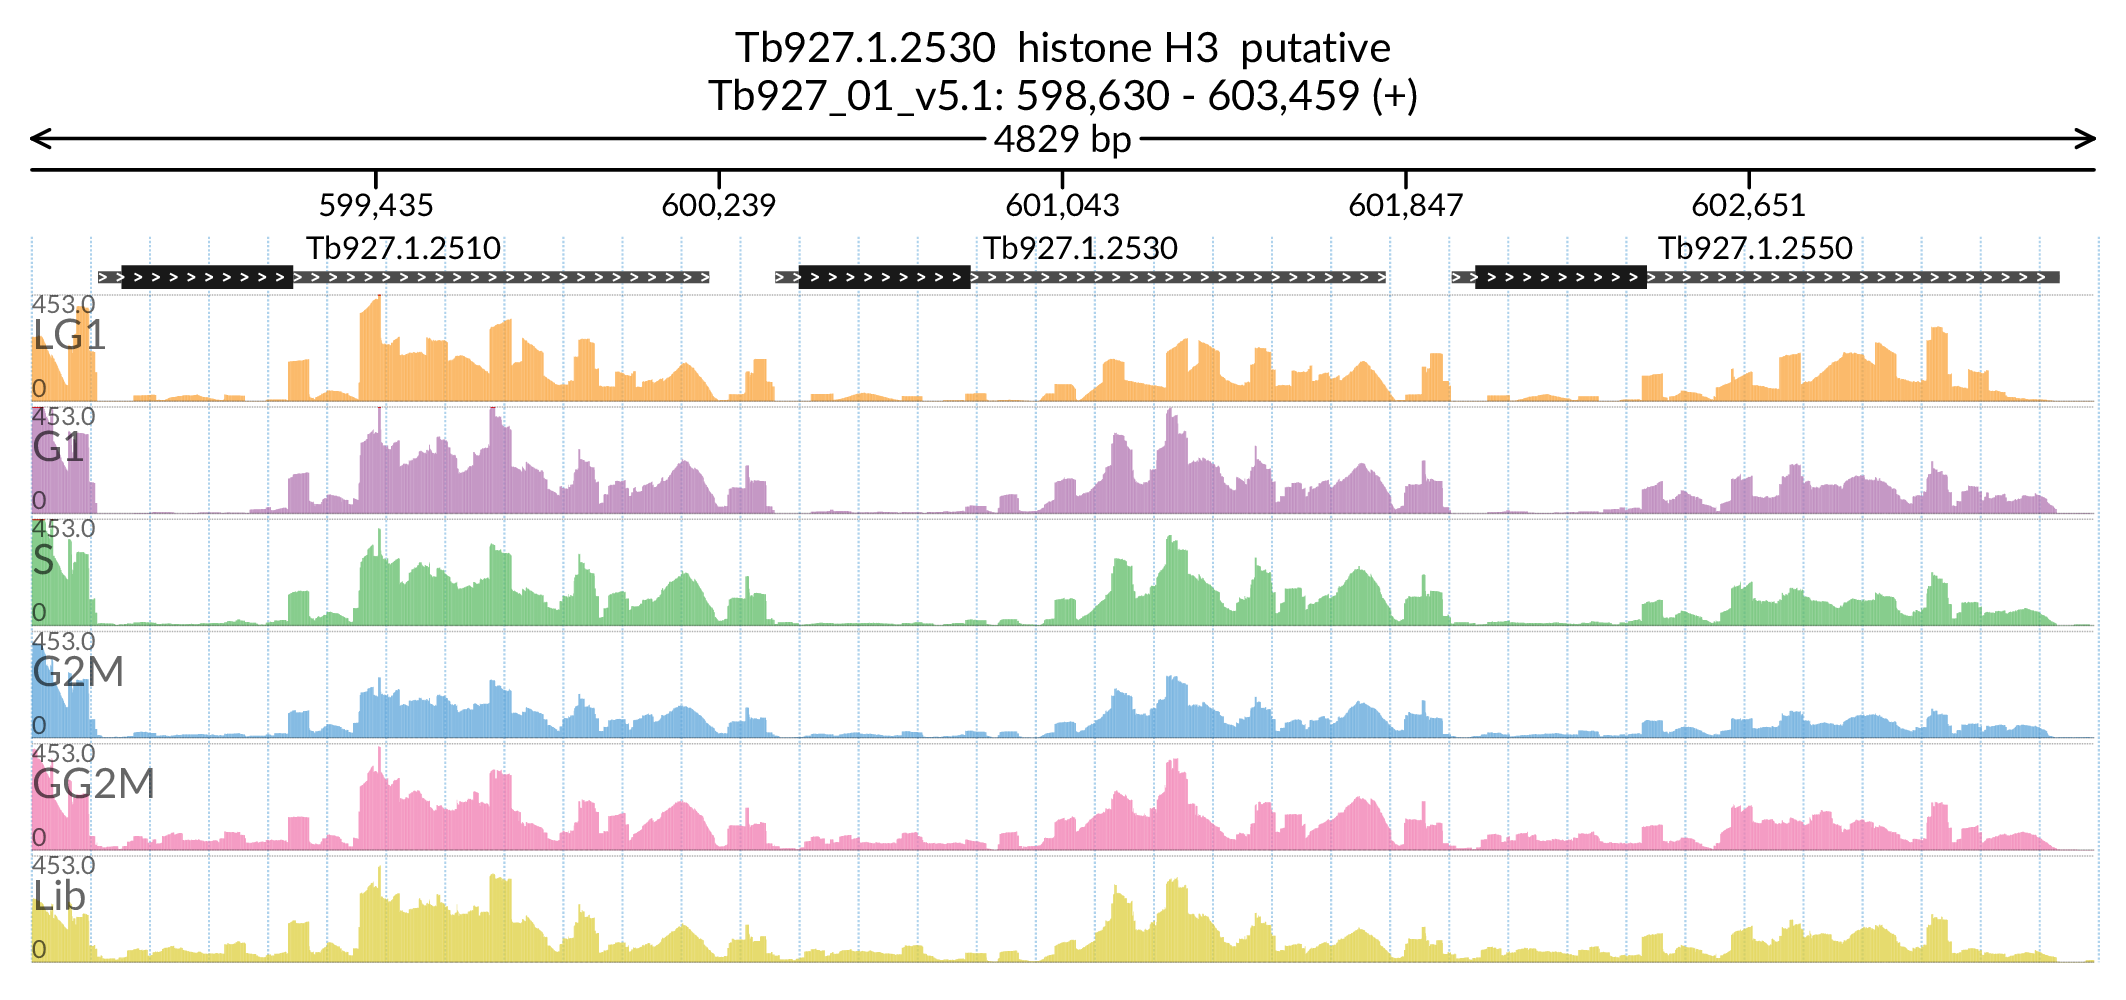 Tb927.1.2530  histone H3  putative
Tb927_01_v5.1: 598,630 - 603,459 (+)
4829 bp
599,435 600,239 601,043 601,847 602,651
Tb927.1.2510 Tb927.1.2530 Tb927.1.2550
453.0
LG1
0
453.0
G1
0
453.0
S
0
453.0
G2M
0
453.0
GG2M
0
453.0
Lib
0